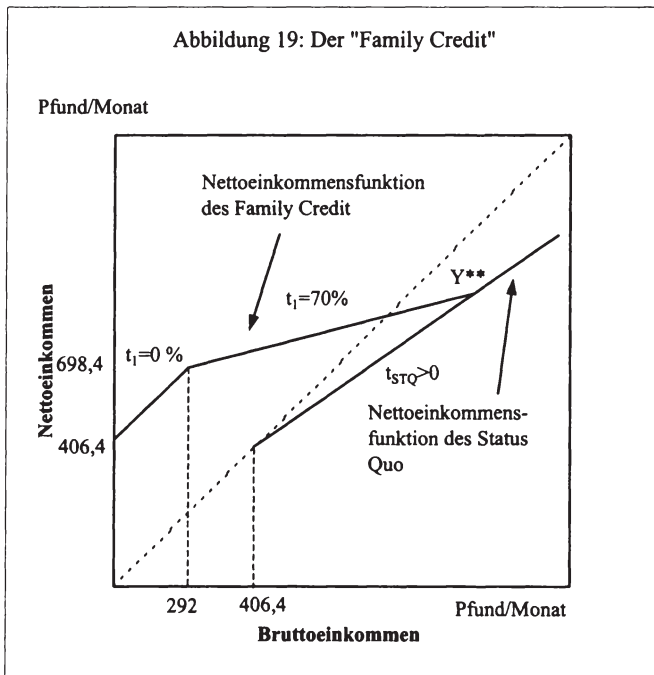 Abbildung 19: Der "Family Credit"
Pfund/Monat
Nettoeinkommensfunktion
des Family Credit
Y**
t₁=70%
t₁=0 %
698,4
t_STQ>0
Nettoeinkommen
406,4
Nettoeinkommens-
funktion des Status
Quo
292
406,4
Pfund/Monat
Bruttoeinkommen